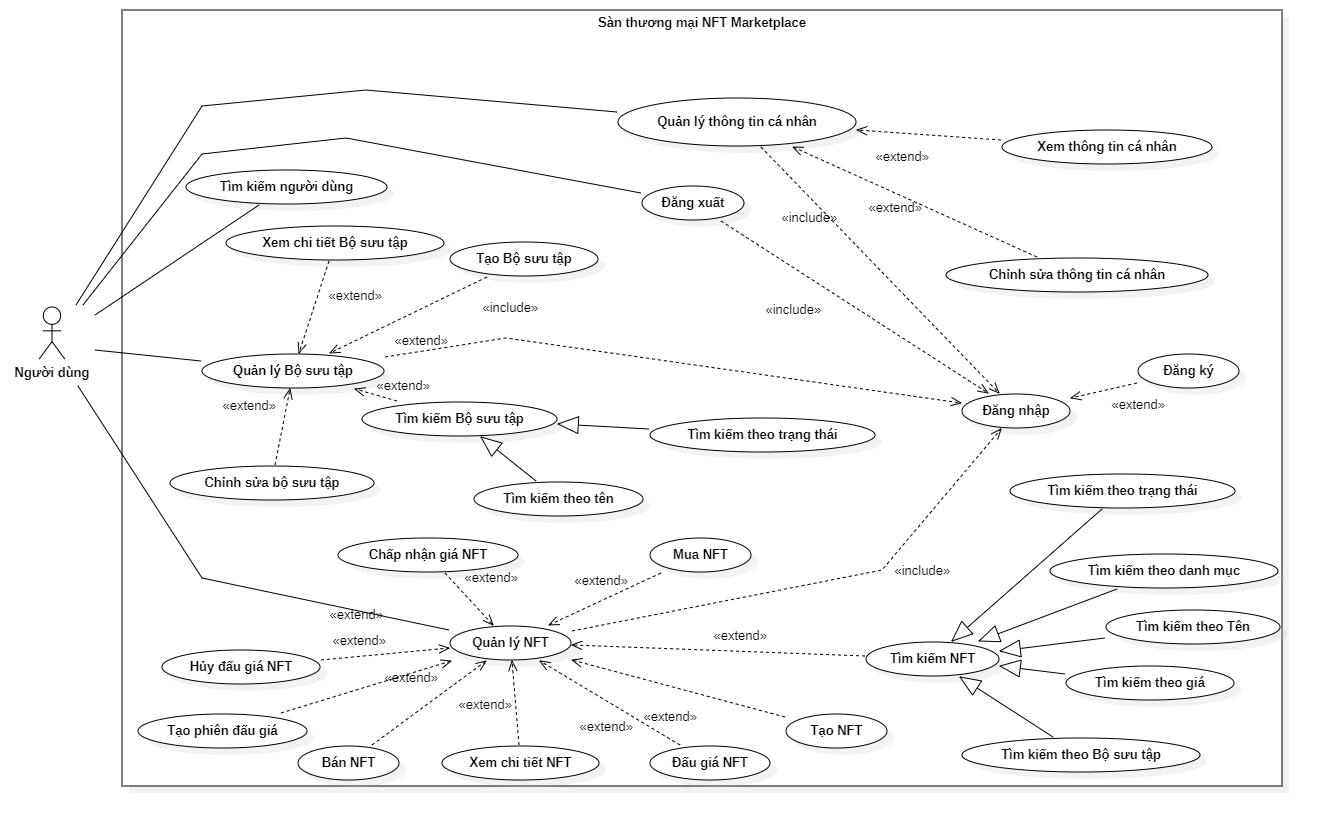 Sàn thương mại NFT Marketplace
Quản lý thông tin cá nhân
Xem thông tin cá nhân
«extend»
Tìm kiếm người dùng
Đăng xuất
«extend»
«include»
Xem chi tiết Bộ sưu tập
Tạo Bộ sưu tập
Chỉnh sửa thông tin cá nhân
«extend»
«include»
«include»
«extend»
Người dùng
Quản lý Bộ sưu tập
Đăng ký
«extend»
«extend»
«extend»
Đăng nhập
Tìm kiếm Bộ sưu tập
Tìm kiếm theo trạng thái
Chỉnh sửa bộ sưu tập
Tìm kiếm theo tên
Tìm kiếm theo trạng thái
Chấp nhận giá NFT
Mua NFT
«extend»
«extend»
«include»
Tìm kiếm theo danh mục
«extend»
Tìm kiếm theo Tên
«extend»
Quản lý NFT
«extend»
Tìm kiếm NFT
Hủy đấu giá NFT
«extend»
Tìm kiếm theo giá
«extend»
«extend»
«extend»
Tạo phiên đấu giá
Tạo NFT
Tìm kiếm theo Bộ sưu tập
Bán NFT
Xem chi tiết NFT
Đấu giá NFT